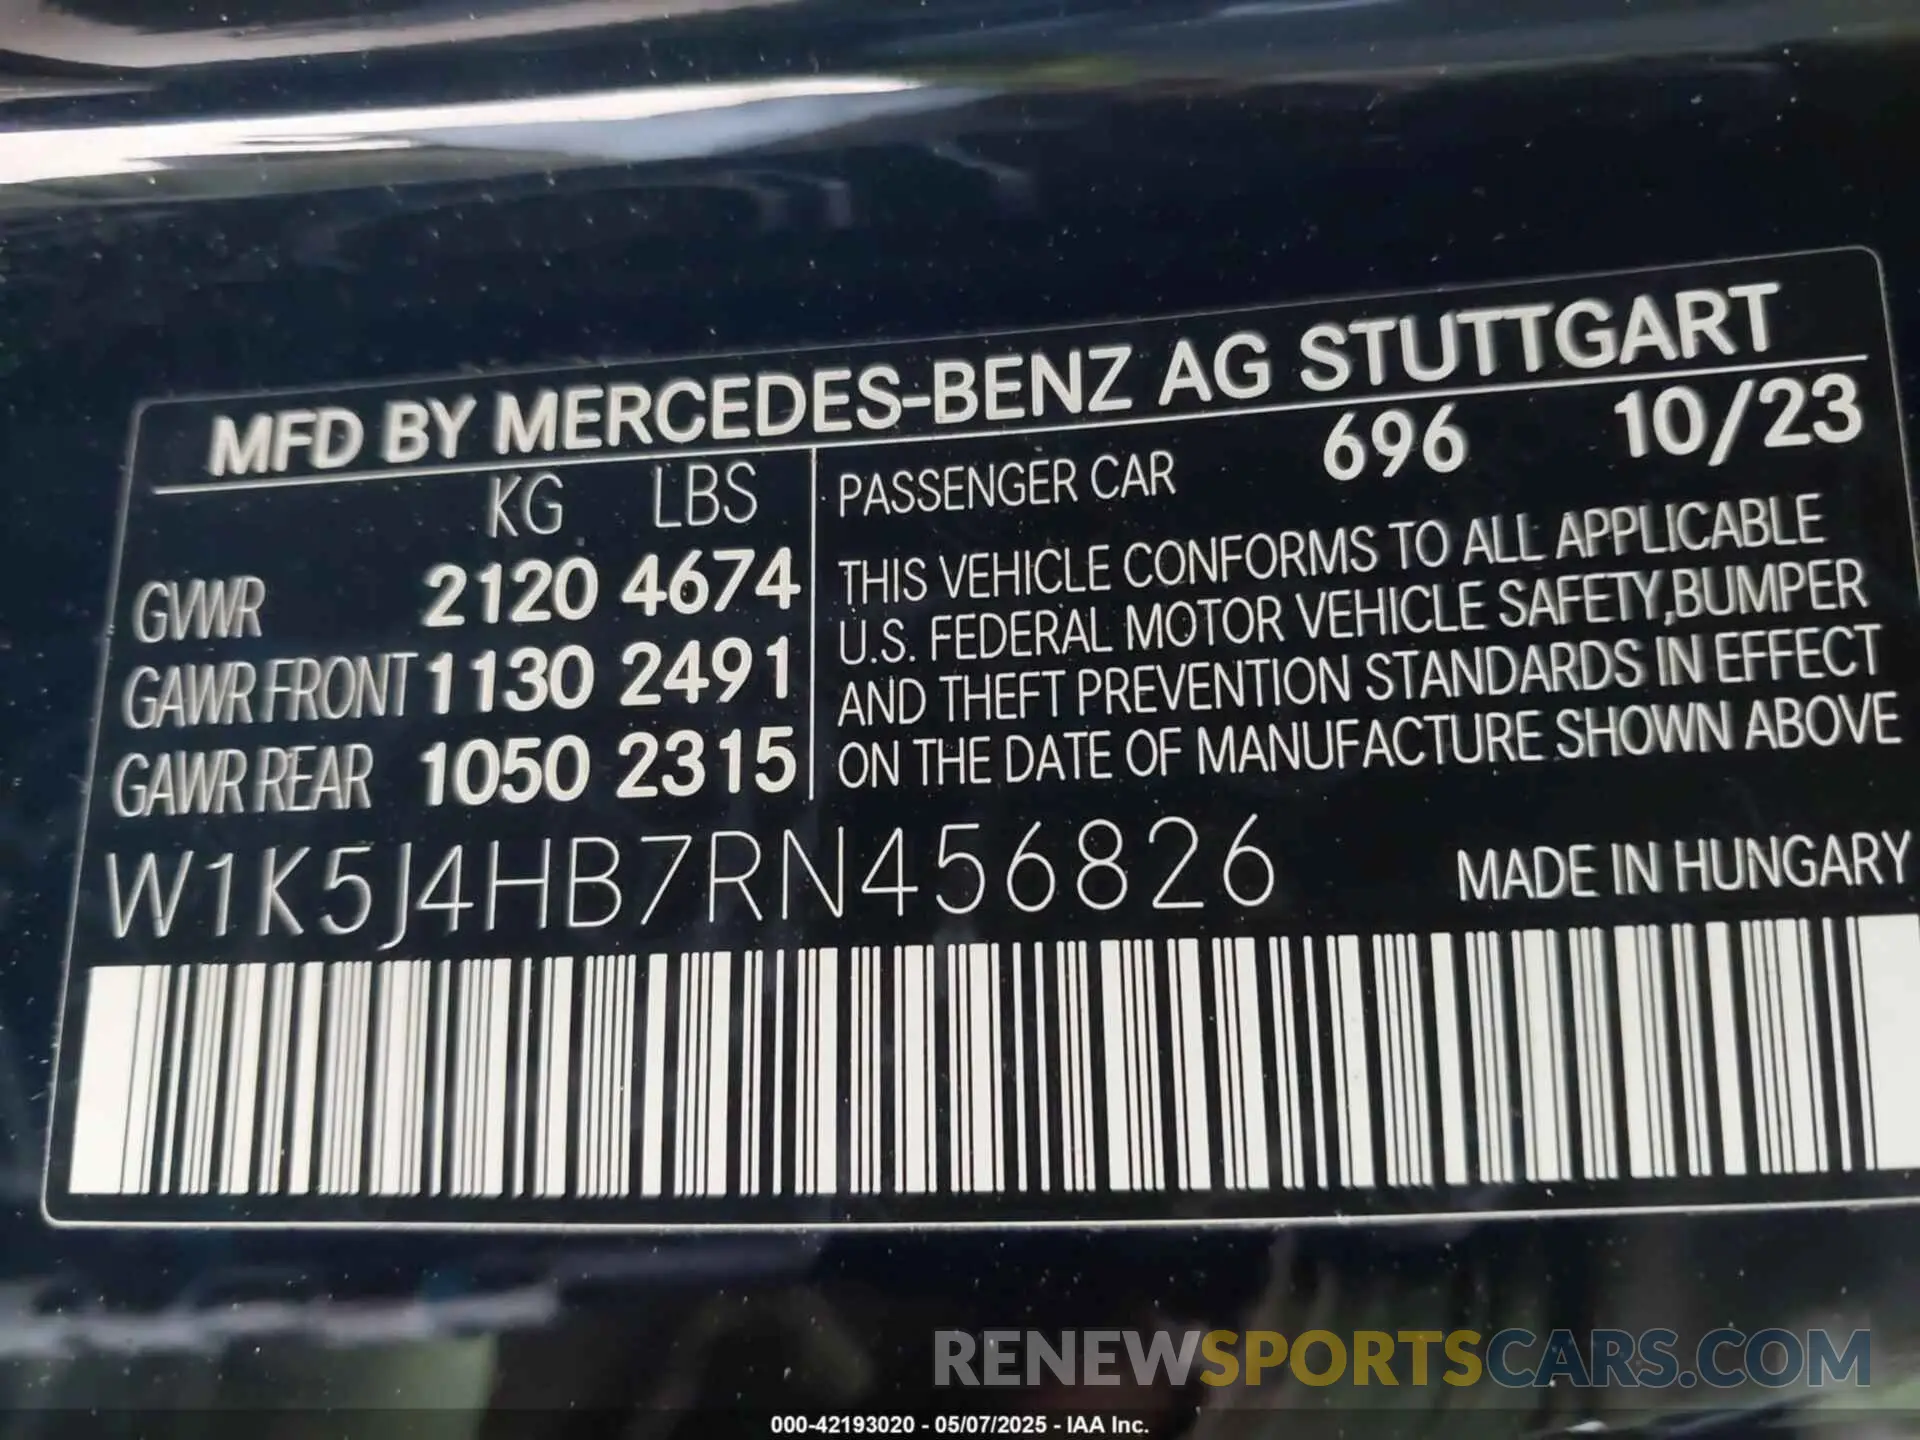 MFD BY MERCEDES-BENZ AG STUTTGART
KG LBS
GVWR 2120 4674
GAWR FRONT 1130 2491
GAWR REAR 1050 2315
PASSENGER CAR 696 10/23
THIS VEHICLE CONFORMS TO ALL APPLICABLE
U.S. FEDERAL MOTOR VEHICLE SAFETY,BUMPER
AND THEFT PREVENTION STANDARDS IN EFFECT
ON THE DATE OF MANUFACTURE SHOWN ABOVE
W1K5J4HB7RN456826
MADE IN HUNGARY
RENEWSPORTSCARS.COM
000-42193020 - 05/07/2025 - IAA Inc.